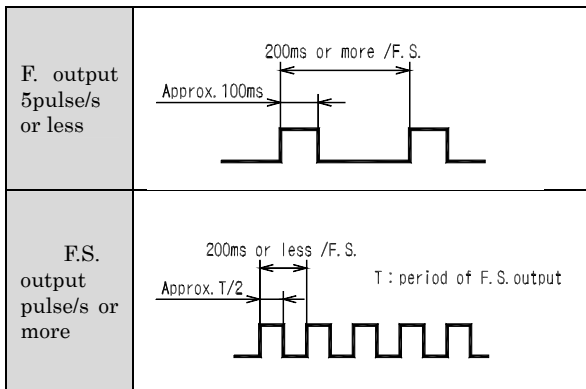 F. output
5pulse/s
or less
200ms or more /F.S.
Approx.100ms
F.S.
output
pulse/s or
more
200ms or less /F.S.
Approx.T/2
T：period of F.S.output